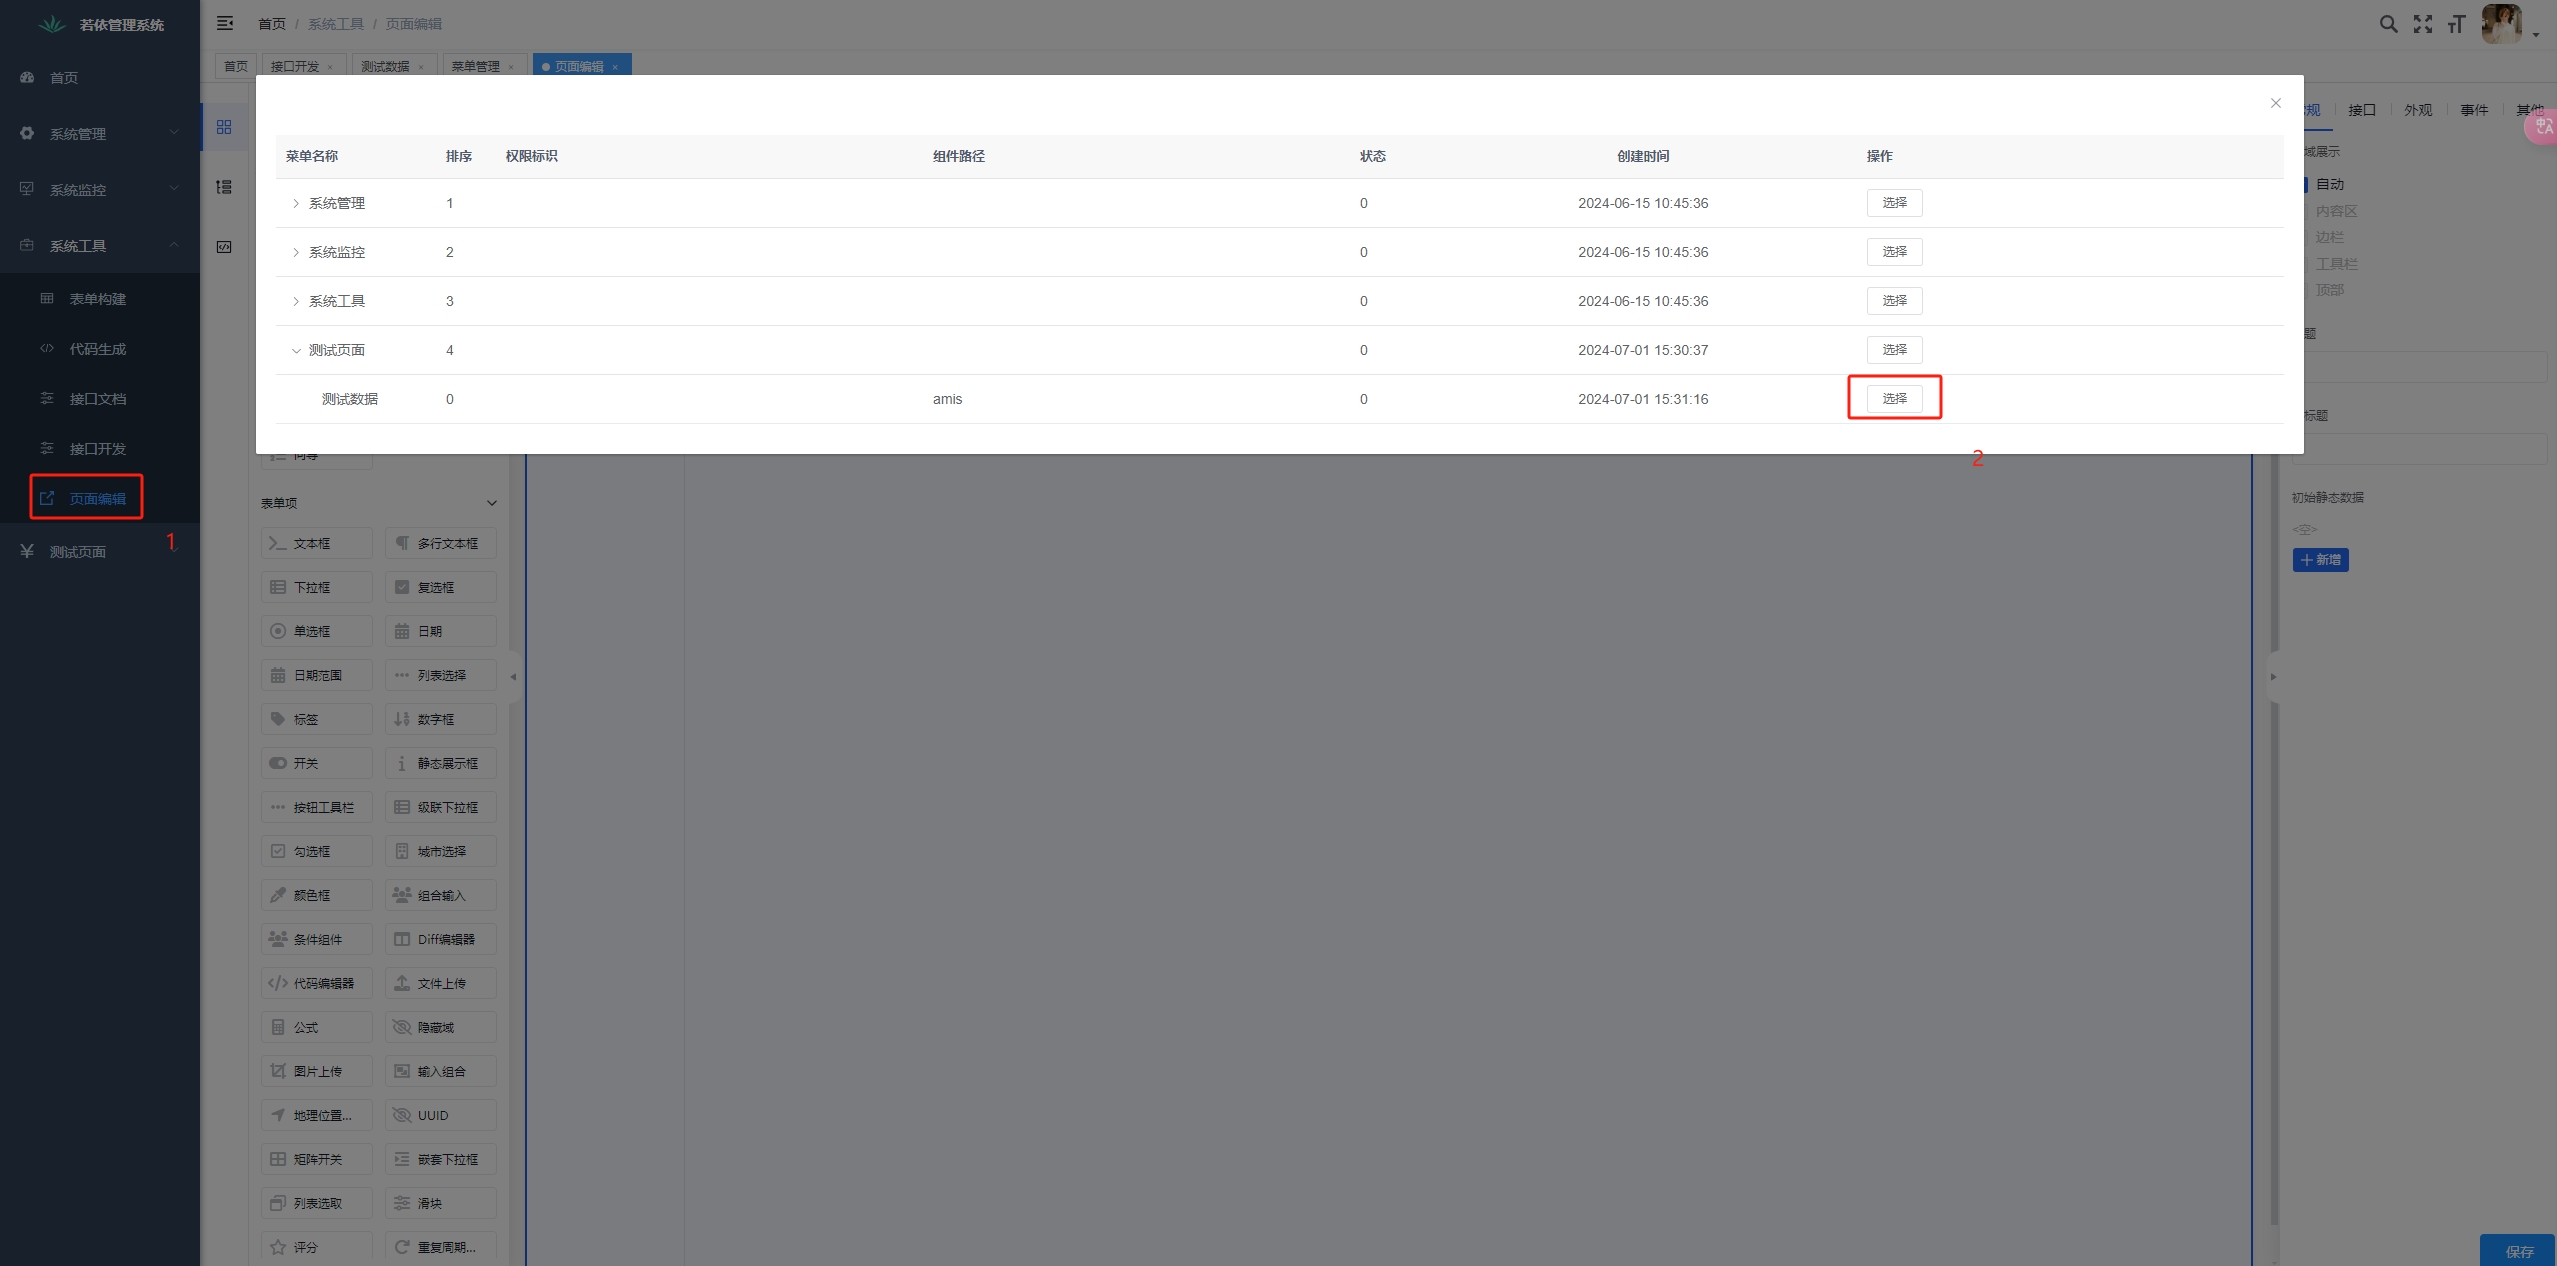 若依管理系统
首页 / 系统工具 / 页面编辑
首页
接口开发 ×
测试数据 ×
菜单管理 ×
页面编辑 ×
首页
系统管理
系统监控
系统工具
表单构建
代码生成
接口文档
接口开发
页面编辑
1
测试页面
菜单名称 排序 权限标识 组件路径 状态 创建时间 操作
系统管理 1 0 2024-06-15 10:45:36 选择
系统监控 2 0 2024-06-15 10:45:36 选择
系统工具 3 0 2024-06-15 10:45:36 选择
测试页面 4 0 2024-07-01 15:30:37 选择
测试数据 0 amis 0 2024-07-01 15:31:16 选择
2
表单项
文本框 多行文本框
下拉框 复选框
单选框 日期
日期范围 列表选择
标签 数字框
开关 静态展示框
按钮工具栏 级联下拉框
勾选框 城市选择
颜色框 组合输入
条件组件 Diff编辑器
代码编辑器 文件上传
公式 隐藏域
图片上传 输入组合
地理位置... UUID
矩阵开关 嵌套下拉框
列表选取 滑块
评分 重复周期...
规 接口 外观 事件 其他
域展示
自动
内容区
边栏
工具栏
顶部
题
标题
初始静态数据
<空>
新增
保存